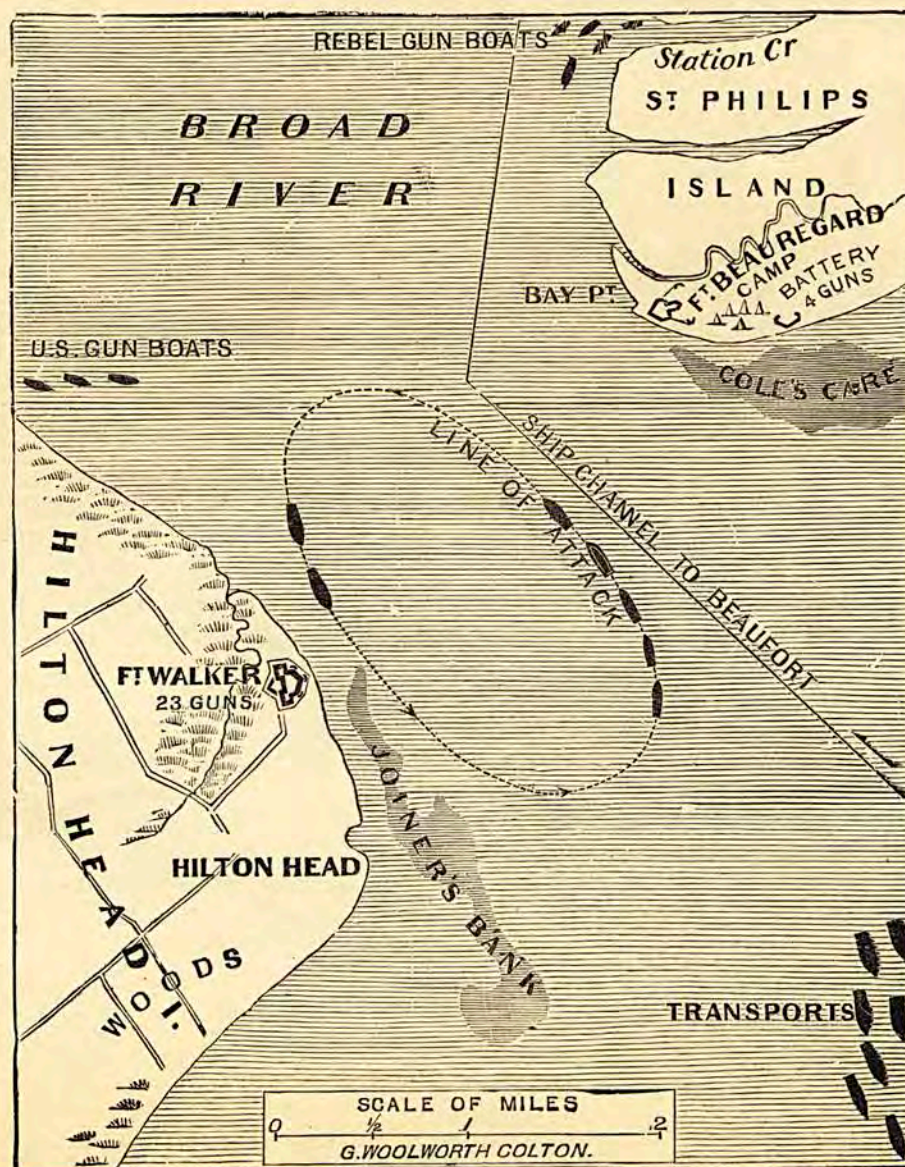 REBEL GUN BOATS
Station Cr
ST PHILIPS
ISLAND
BROAD
RIVER
FT BEAUREGARD
CAMP
BATTERY
4 GUNS
BAY PT.
U.S. GUN BOATS
COLE'S CARE
LINE OF ATTACK
SHIP CHANNEL TO BEAUFORT
HILTON HEAD I.
FT WALKER
23 GUNS
JOINER'S BANK
HILTON HEAD
WOODS
TRANSPORTS
SCALE OF MILES
0 ½ 1 2
G. WOOLWORTH COLTON.